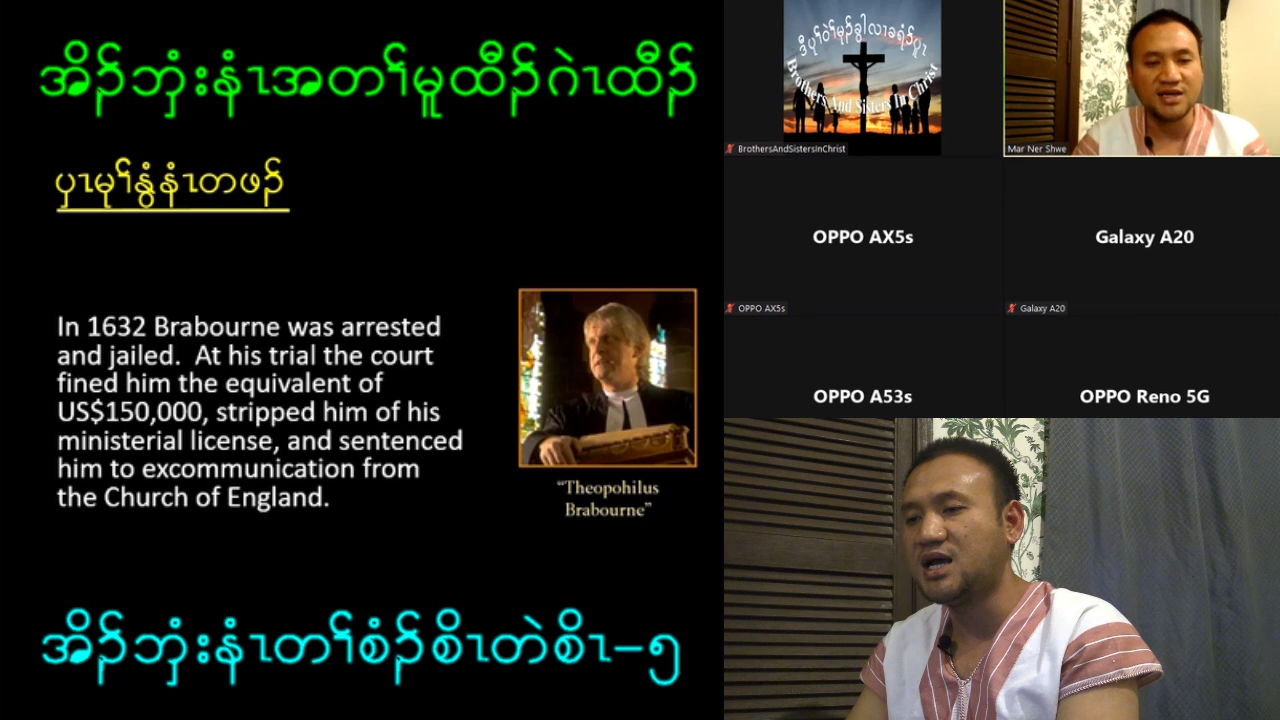 အိၣ်ဘှံးနံၤအတၢ်မူထီၣ်ဂဲၤထီၣ်
ပှၤမုၢ်နွံနံၤတဖၣ်
In 1632 Brabourne was arrested
and jailed. At his trial the court
fined him the equivalent of
US$150,000, stripped him of his
ministerial license, and sentenced
him to excommunication from
the Church of England.
“Theopohilus
Brabourne”
အိၣ်ဘှံးနံၤတၢ်စံၣ်စိၤတဲစိၤ–၅
Brothers And Sisters In Christ
BrothersAndSistersInChrist
Mar Ner Shwe
OPPO AX5s
Galaxy A20
OPPO AX5s
Galaxy A20
OPPO A53s
OPPO Reno 5G